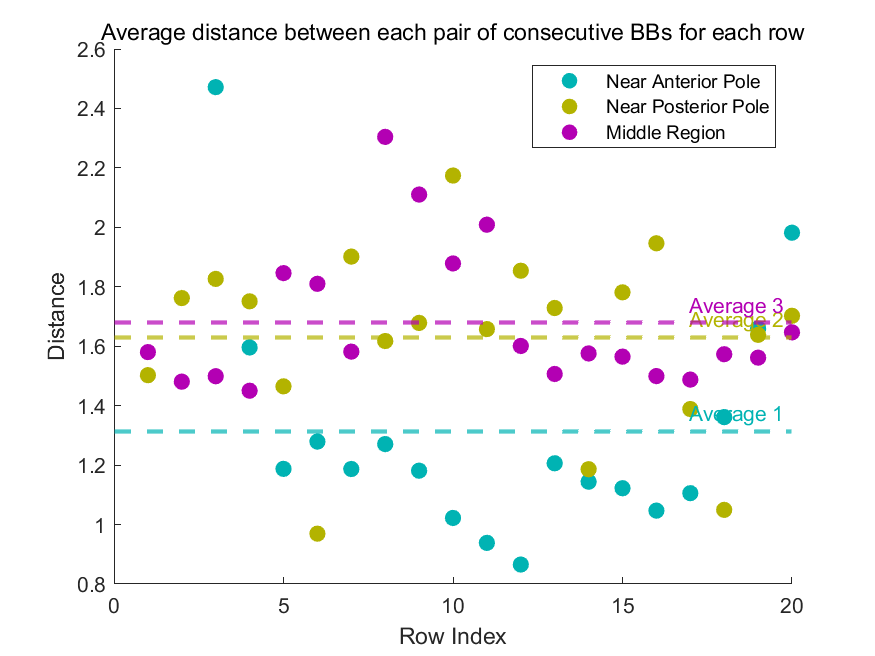 Average distance between each pair of consecutive BBs for each row
2.6
2.4
2.2
2
1.8
1.6
1.4
1.2
1
0.8
Distance
Near Anterior Pole
Near Posterior Pole
Middle Region
Average 3
Average 2
Average 1
0 5 10 15 20
Row Index